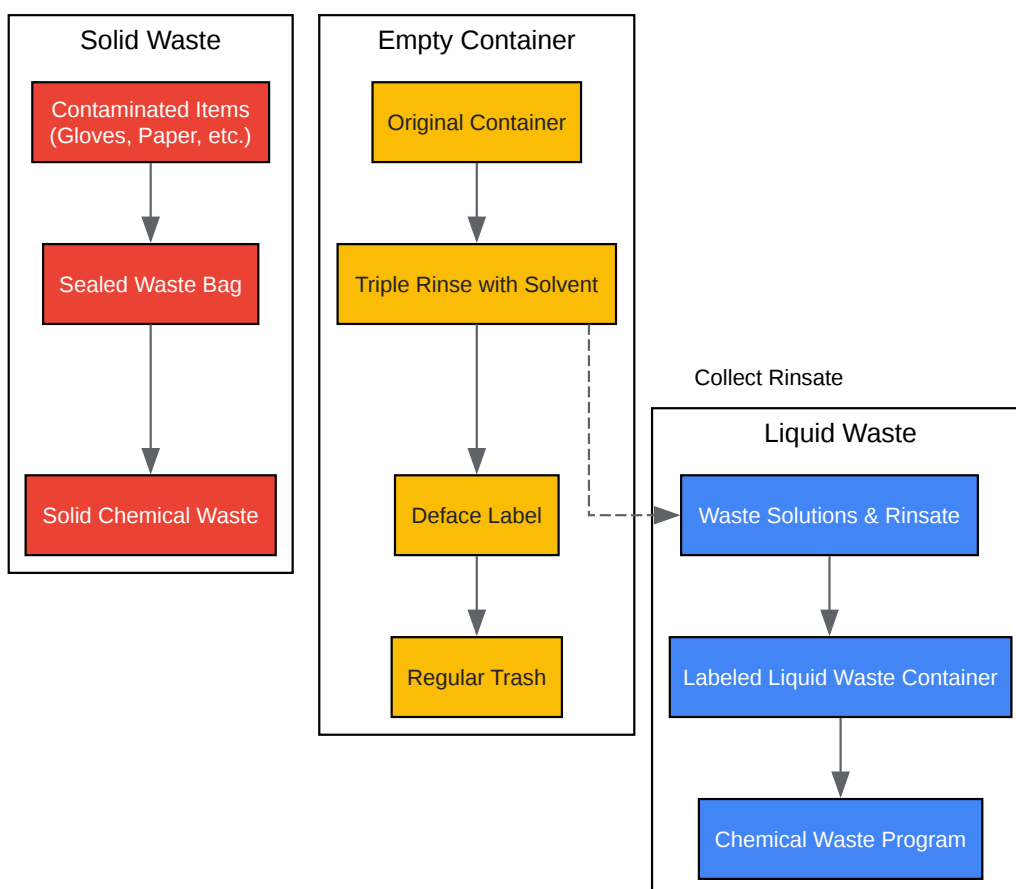 Solid Waste
Contaminated Items
(Gloves, Paper, etc.)
Sealed Waste Bag
Solid Chemical Waste
Empty Container
Original Container
Triple Rinse with Solvent
Deface Label
Regular Trash
Collect Rinsate
Liquid Waste
Waste Solutions & Rinsate
Labeled Liquid Waste Container
Chemical Waste Program